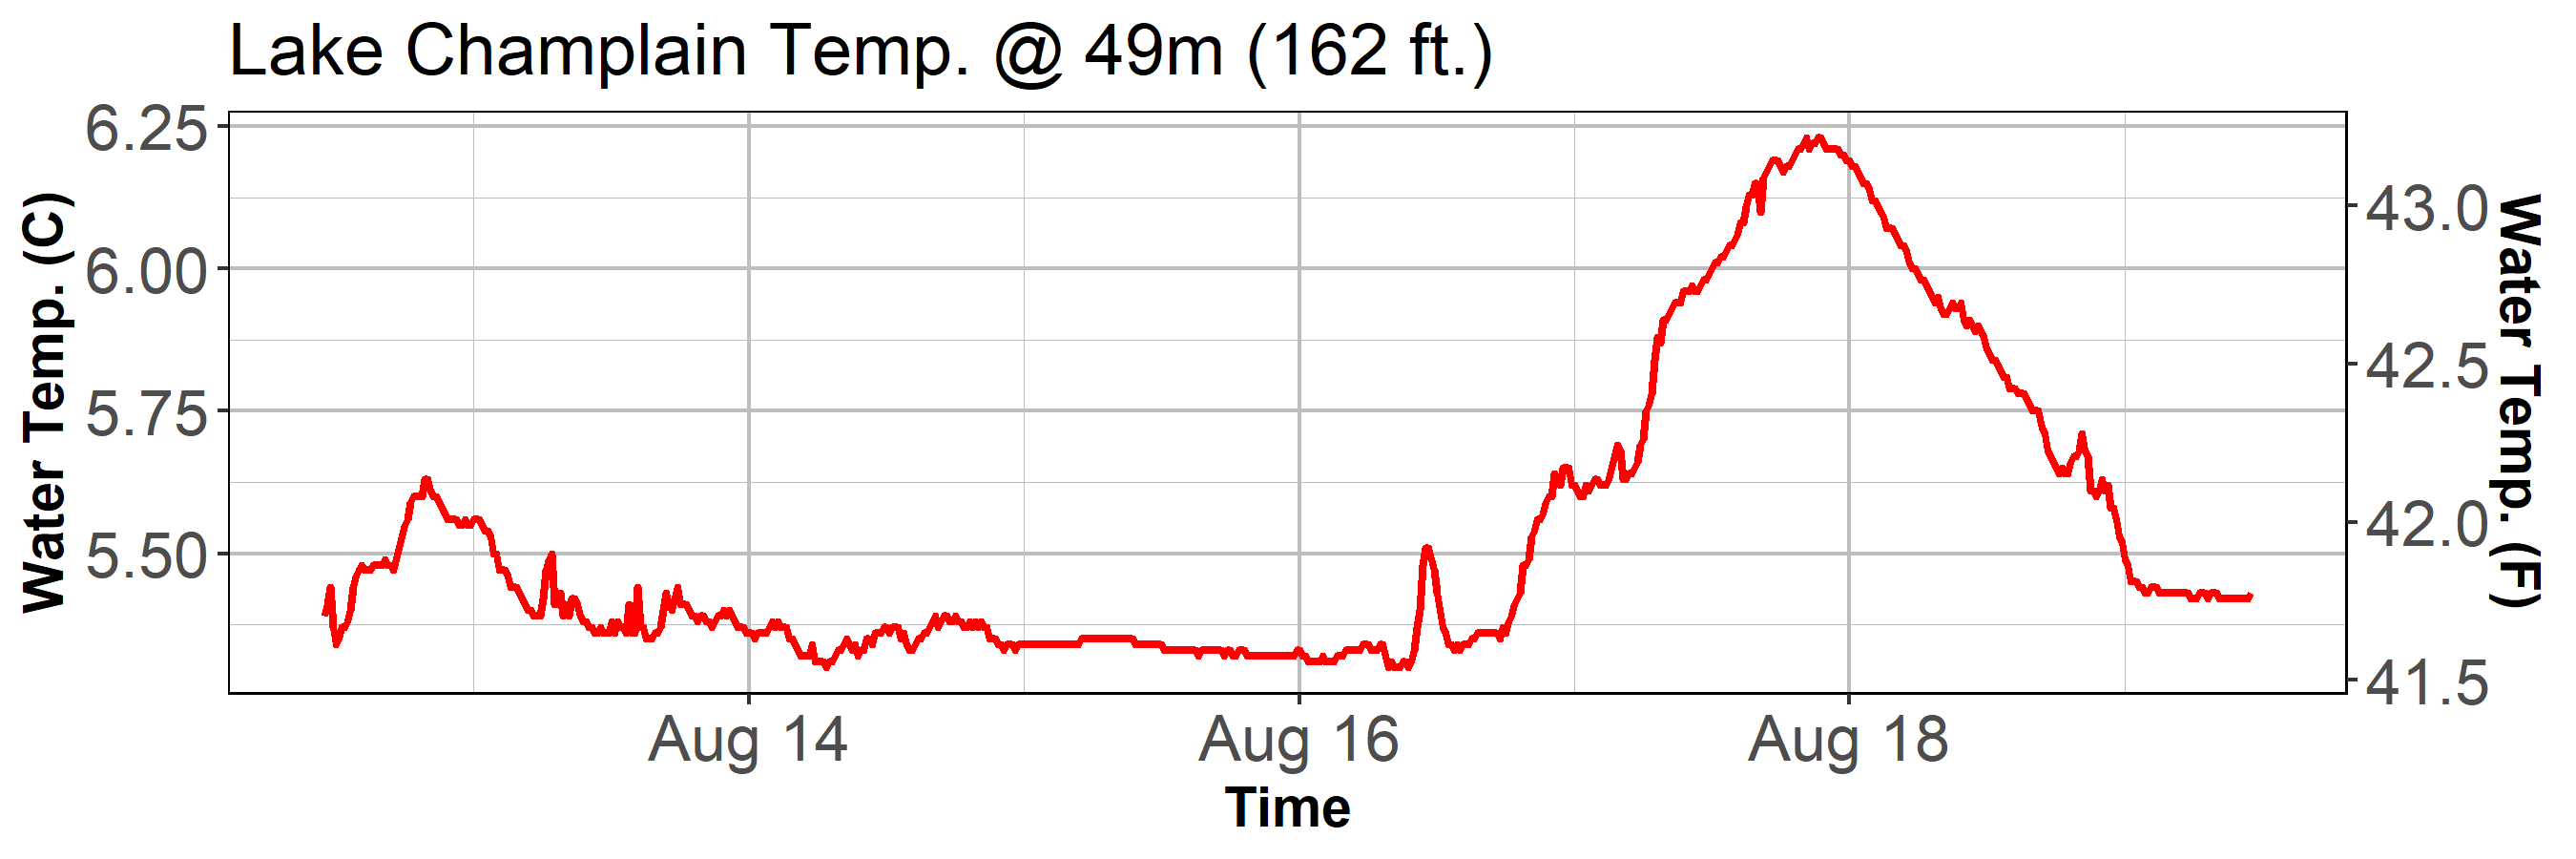 Lake Champlain Temp. @ 49m (162 ft.)
Water Temp. (C)
6.25
6.00
5.75
5.50
43.0
42.5
42.0
41.5
Water Temp. (F)
Aug 14
Aug 16
Aug 18
Time